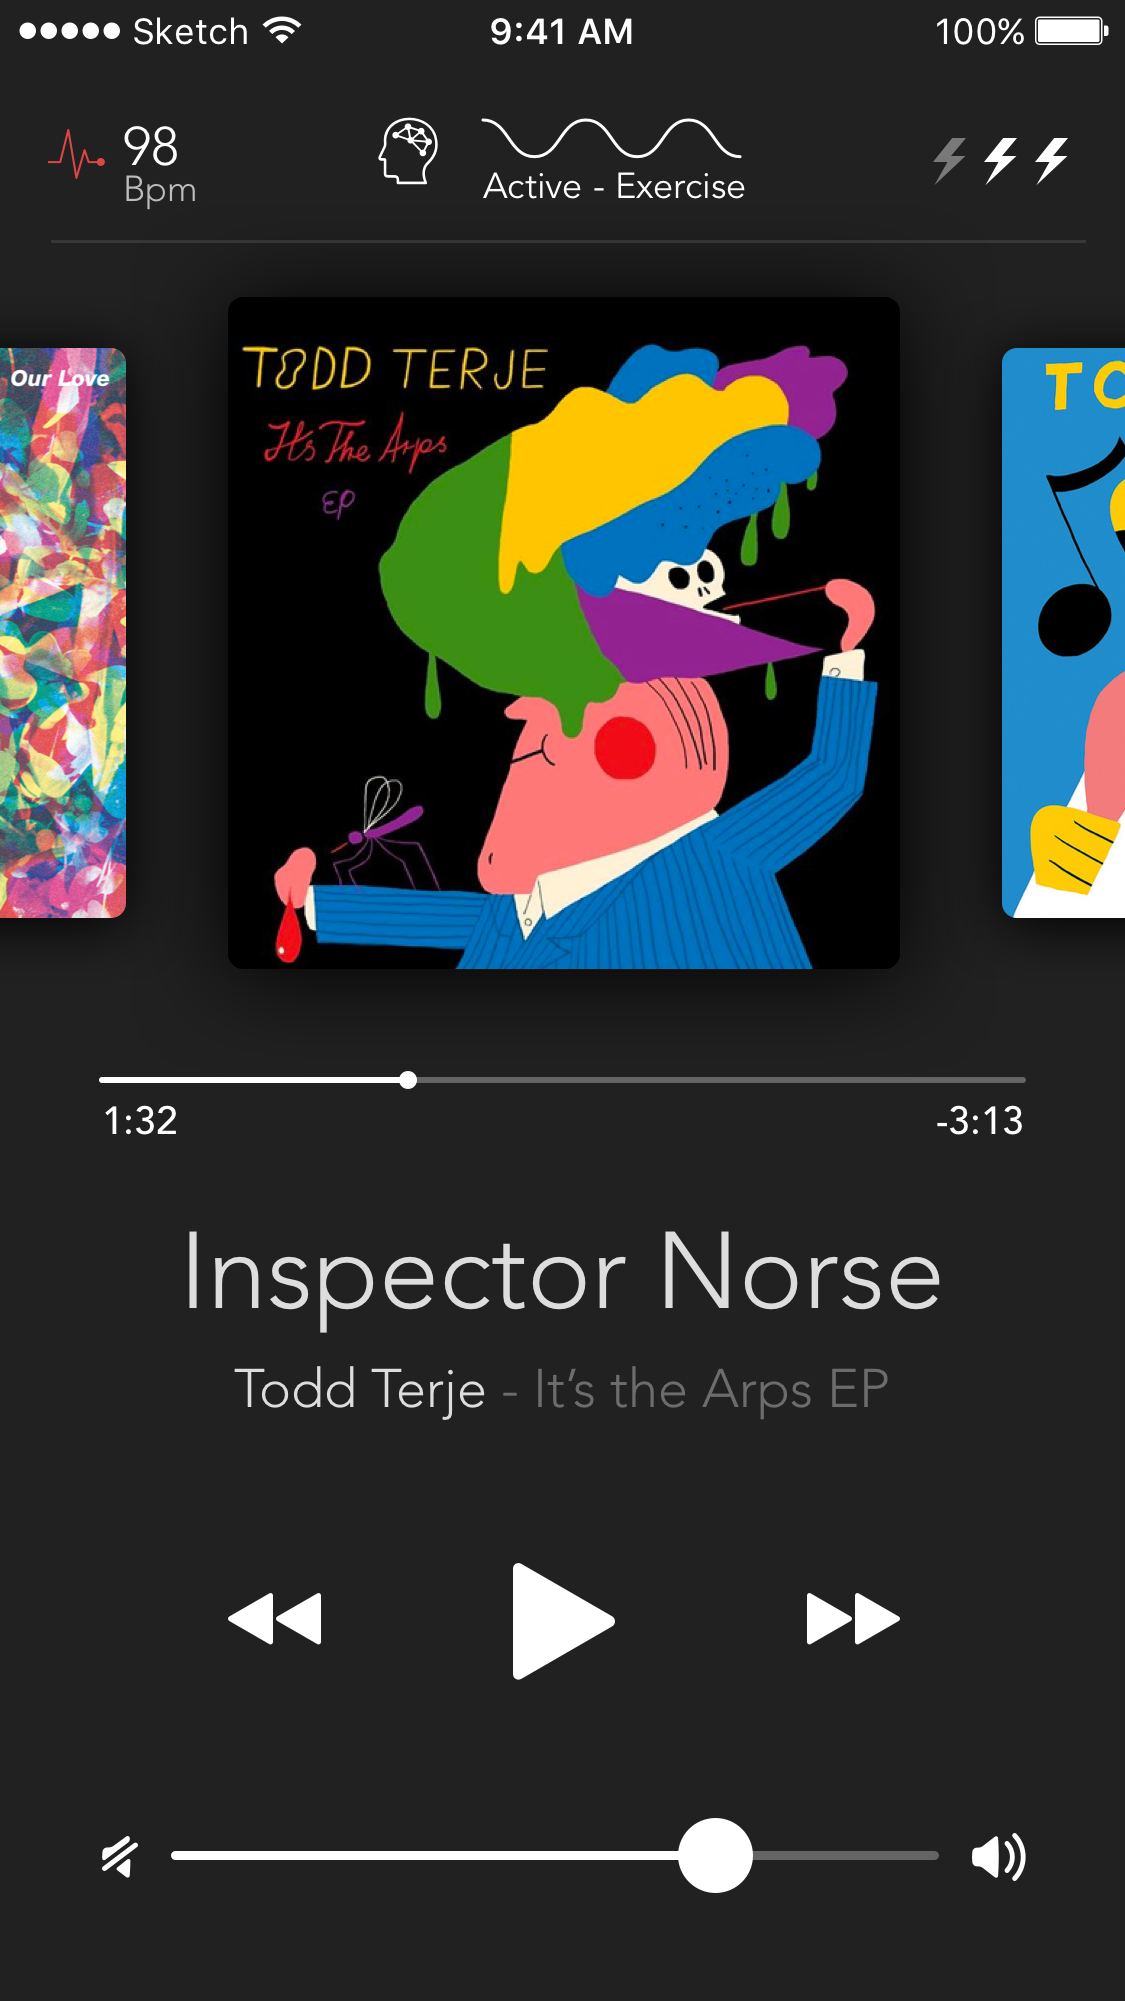 Sketch 9:41 AM 100%
98
Bpm
Active - Exercise
Our Love
TODD TERJE
It's The Arps
EP
TO
1:32 -3:13
Inspector Norse
Todd Terje - It’s the Arps EP